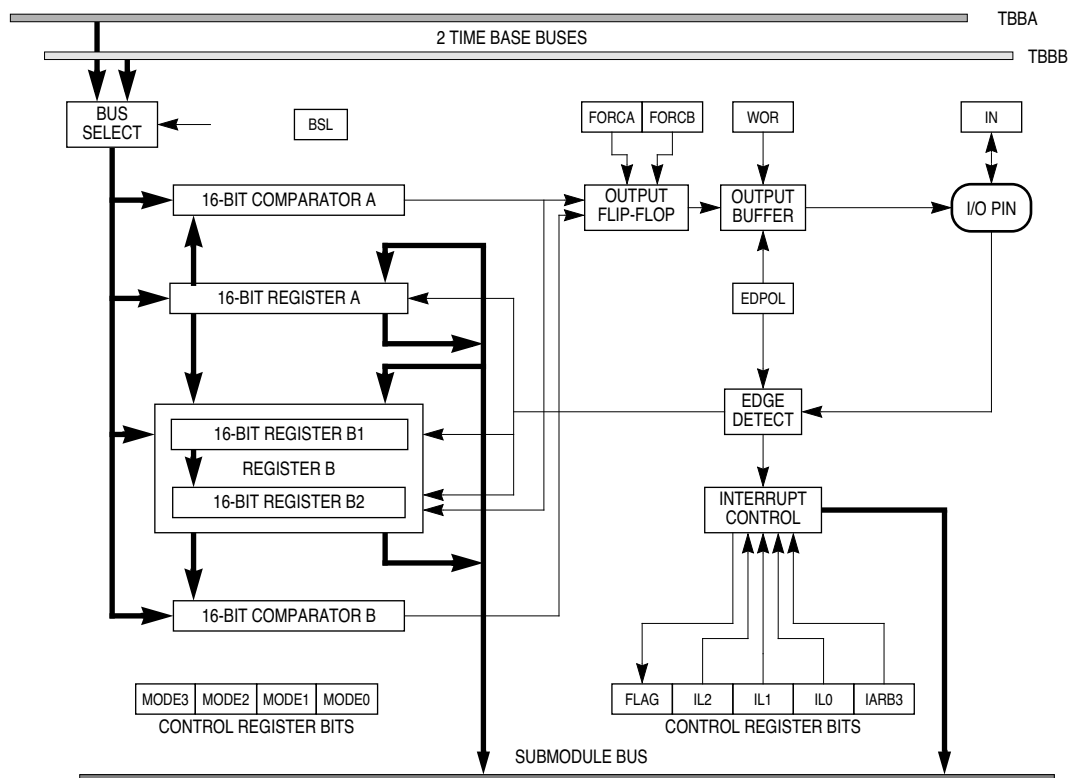 TBBA
2 TIME BASE BUSES
TBBB
BUS
SELECT
BSL
FORCA
FORCB
WOR
IN
16-BIT COMPARATOR A
OUTPUT
FLIP-FLOP
OUTPUT
BUFFER
I/O PIN
16-BIT REGISTER A
EDPOL
EDGE
DETECT
16-BIT REGISTER B1
REGISTER B
16-BIT REGISTER B2
INTERRUPT
CONTROL
16-BIT COMPARATOR B
MODE3
MODE2
MODE1
MODE0
CONTROL REGISTER BITS
FLAG
IL2
IL1
IL0
IARB3
CONTROL REGISTER BITS
SUBMODULE BUS